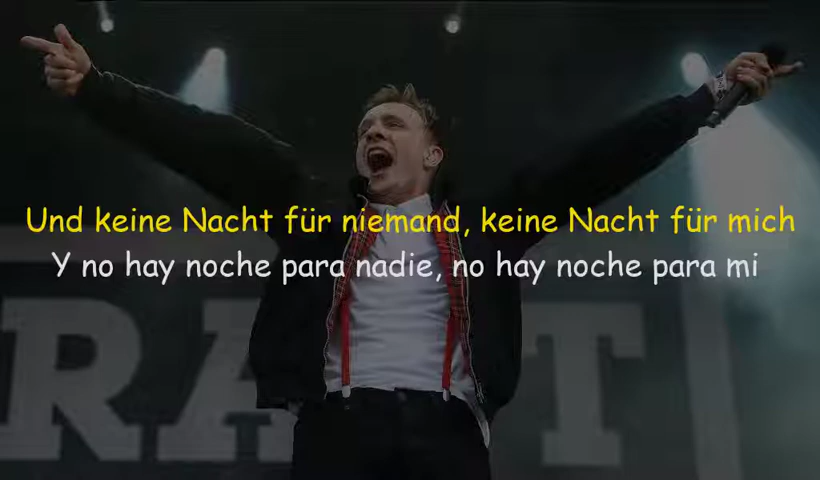 Und keine Nacht für niemand, keine Nacht für mich
Y no hay noche para nadie, no hay noche para mi
RA T